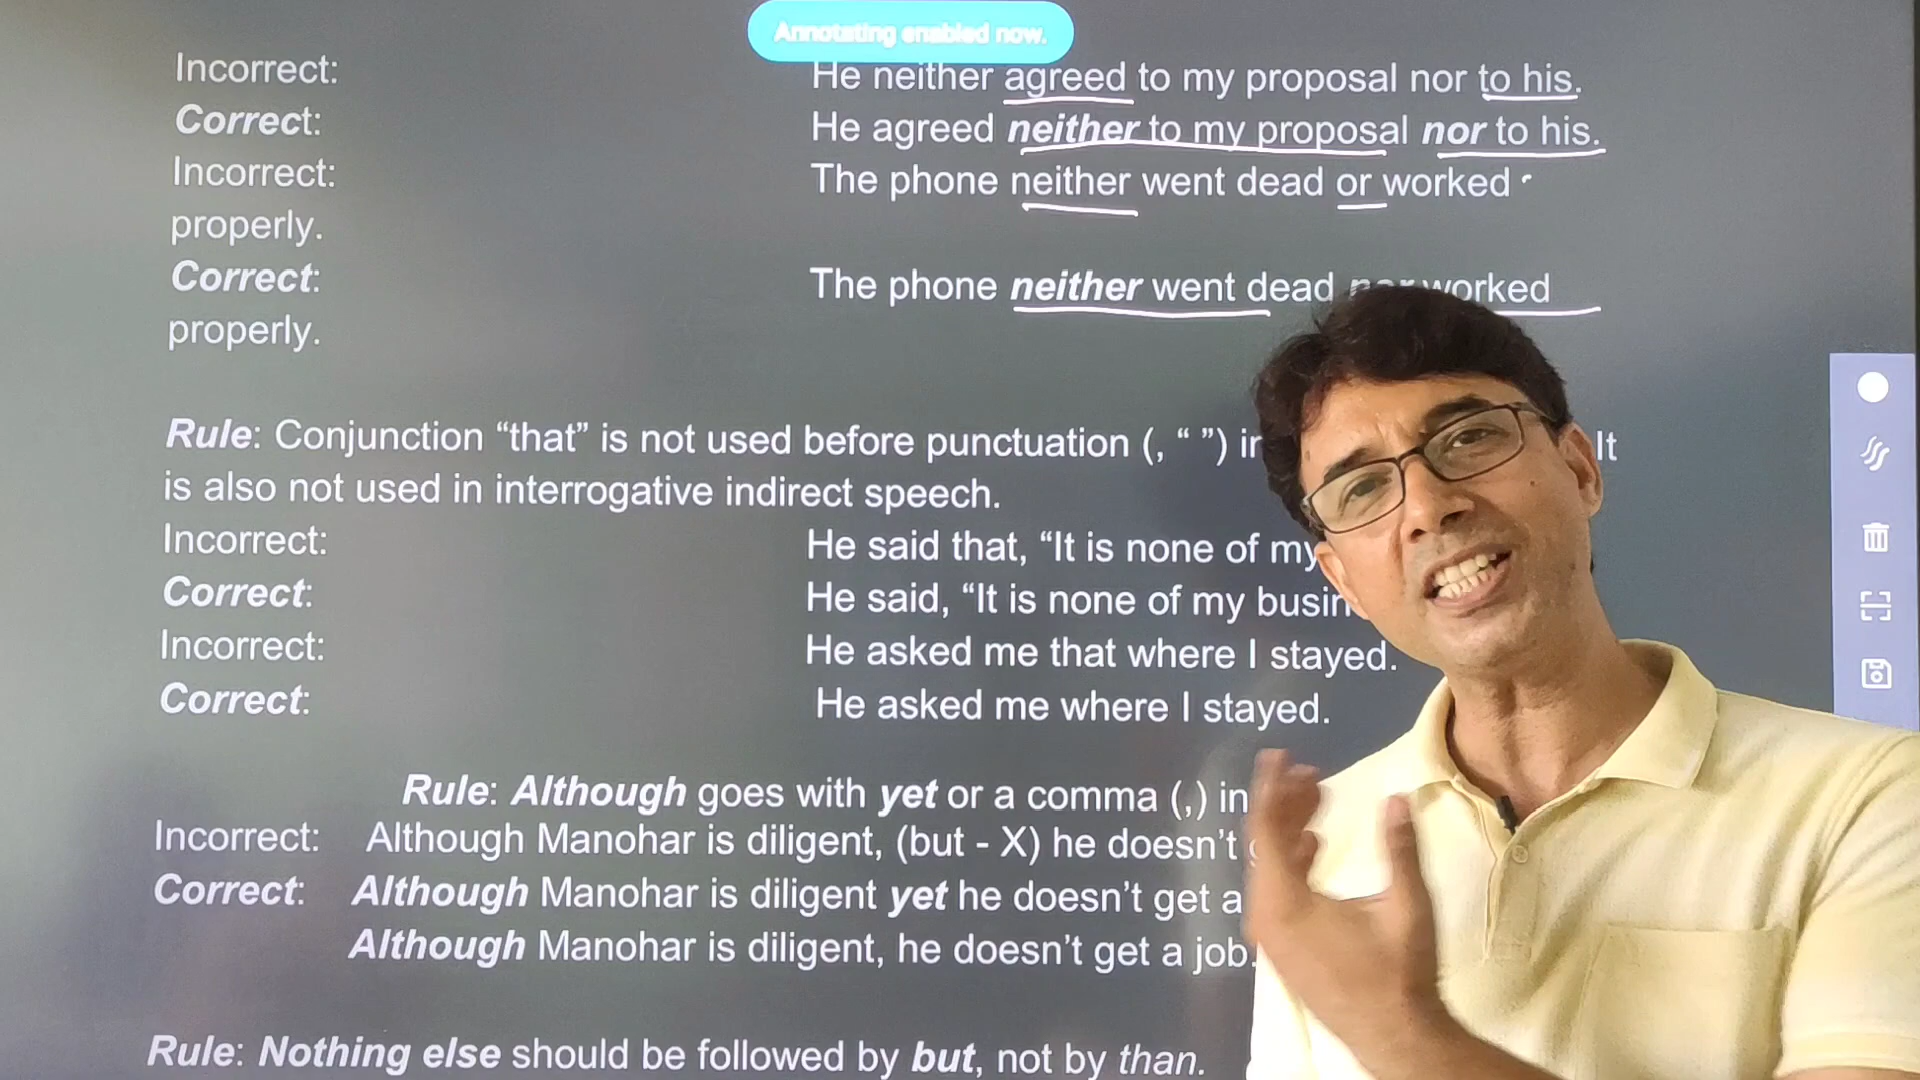 Annotating enabled now.
Incorrect: He neither agreed to my proposal nor to his.
Correct: He agreed neither to my proposal nor to his.
Incorrect: The phone neither went dead or worked
properly.
Correct: The phone neither went dead nor worked
properly.
Rule: Conjunction “that” is not used before punctuation (, “ ”) It
is also not used in interrogative indirect speech.
Incorrect: He said that, “It is none of my
Correct: He said, “It is none of my
Incorrect: He asked me that where I stayed.
Correct: He asked me where I stayed.
Rule: Although goes with yet or a comma (,) in
Incorrect: Although Manohar is diligent, (but - X) he doesn’t
Correct: Although Manohar is diligent yet he doesn’t get a
Although Manohar is diligent, he doesn’t get a job.
Rule: Nothing else should be followed by but, not by than.